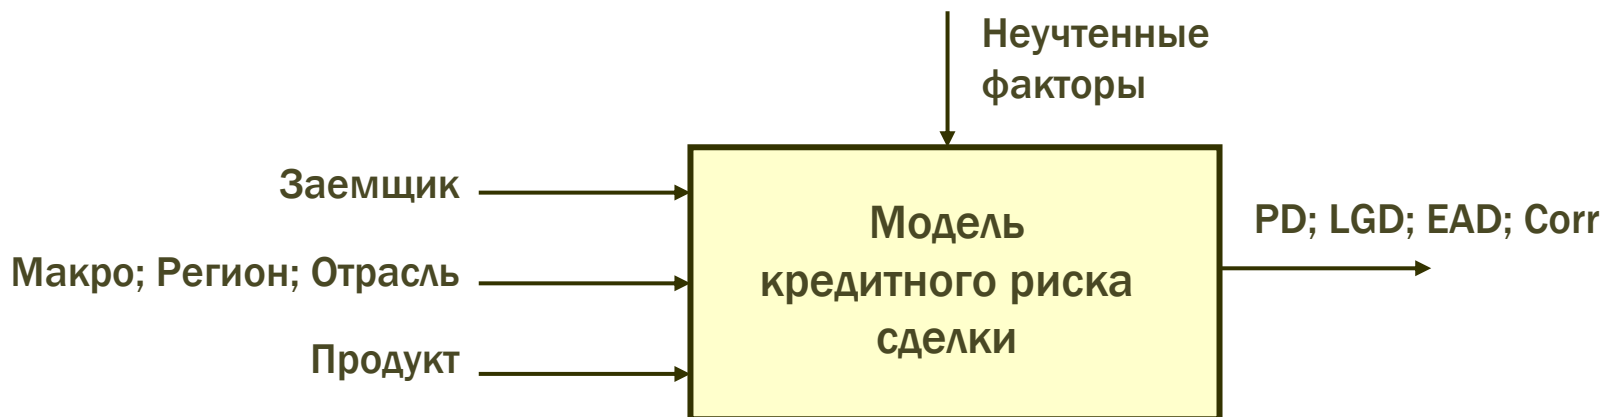 Неучтенные
факторы
Заемщик
Макро; Регион; Отрасль
Продукт
Модель
кредитного риска
сделки
PD; LGD; EAD; Corr